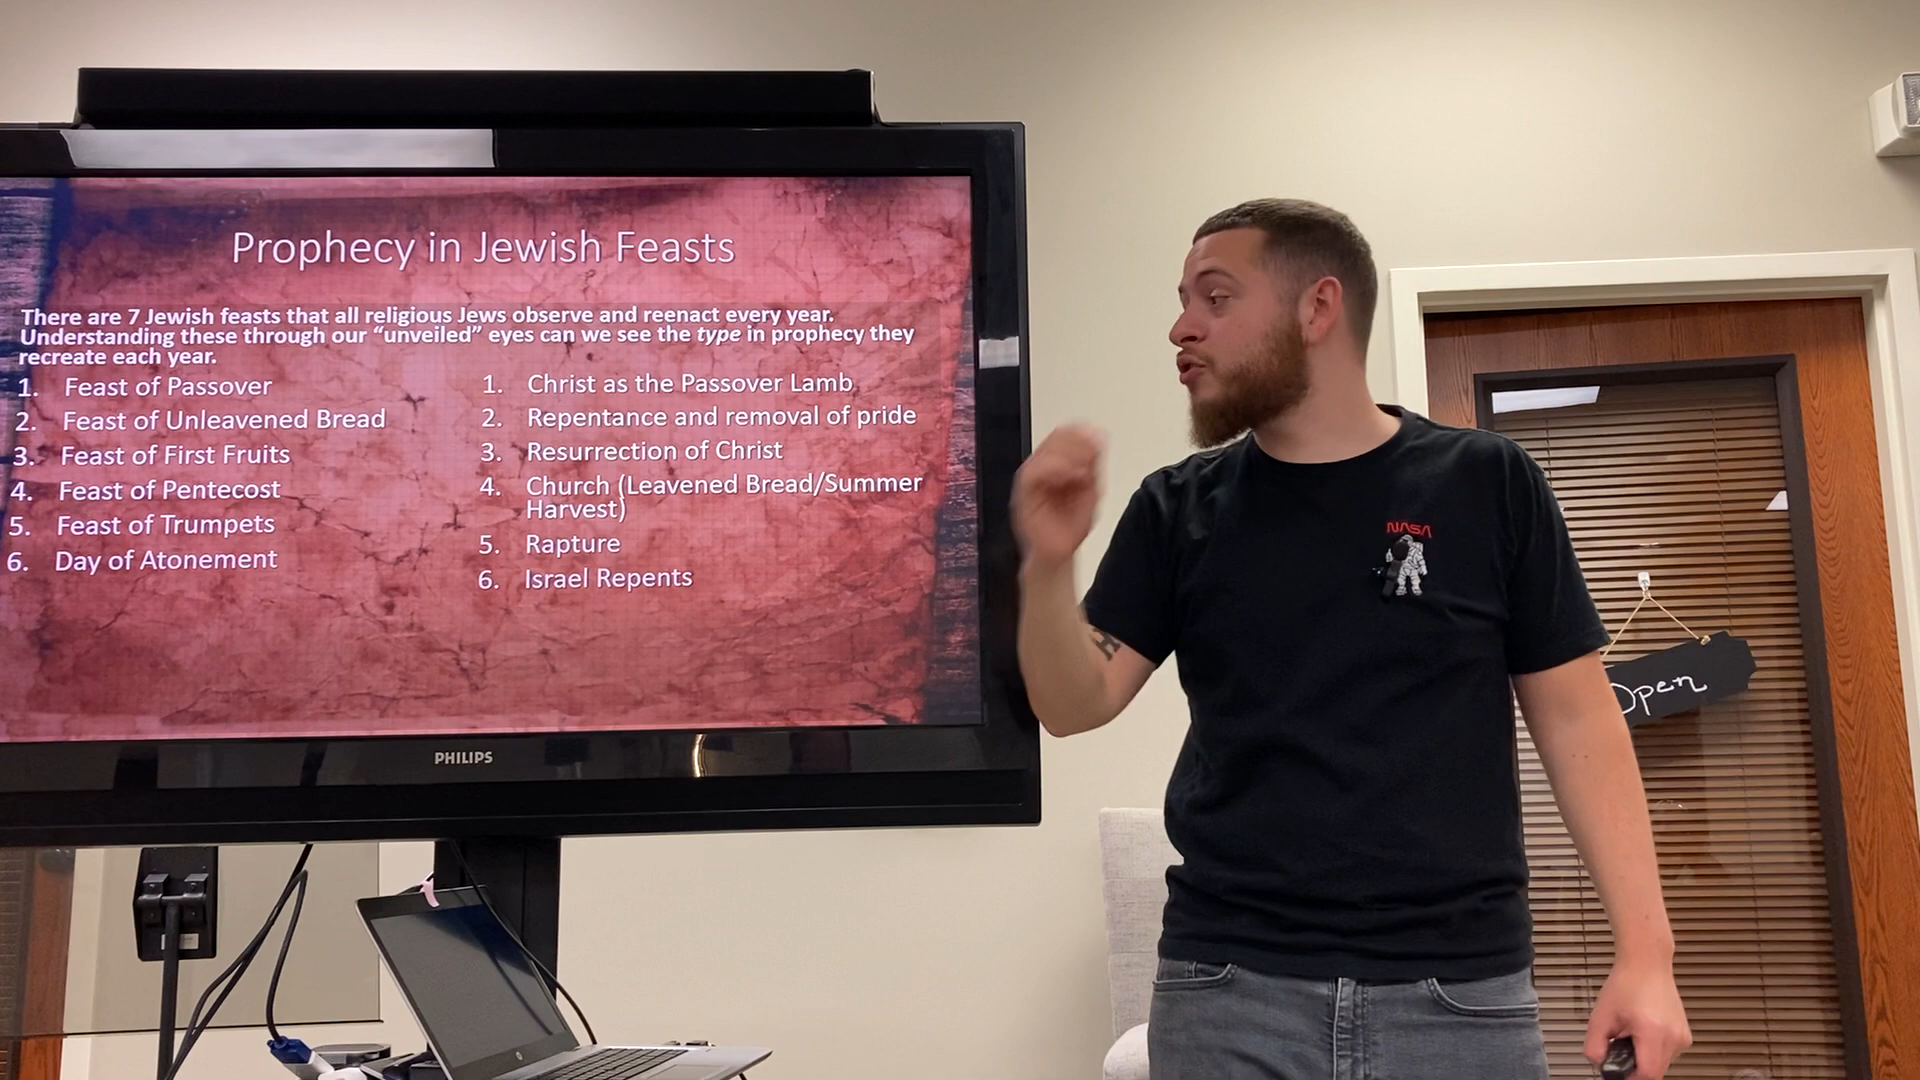 Prophecy in Jewish Feasts
There are 7 Jewish feasts that all religious Jews observe and reenact every year.
Understanding these through our “unveiled” eyes can we see the type in prophecy they
recreate each year.
1. Feast of Passover
2. Feast of Unleavened Bread
3. Feast of First Fruits
4. Feast of Pentecost
5. Feast of Trumpets
6. Day of Atonement
1. Christ as the Passover Lamb
2. Repentance and removal of pride
3. Resurrection of Christ
4. Church (Leavened Bread/Summer
Harvest)
5. Rapture
6. Israel Repents
PHILIPS
NASA
Open